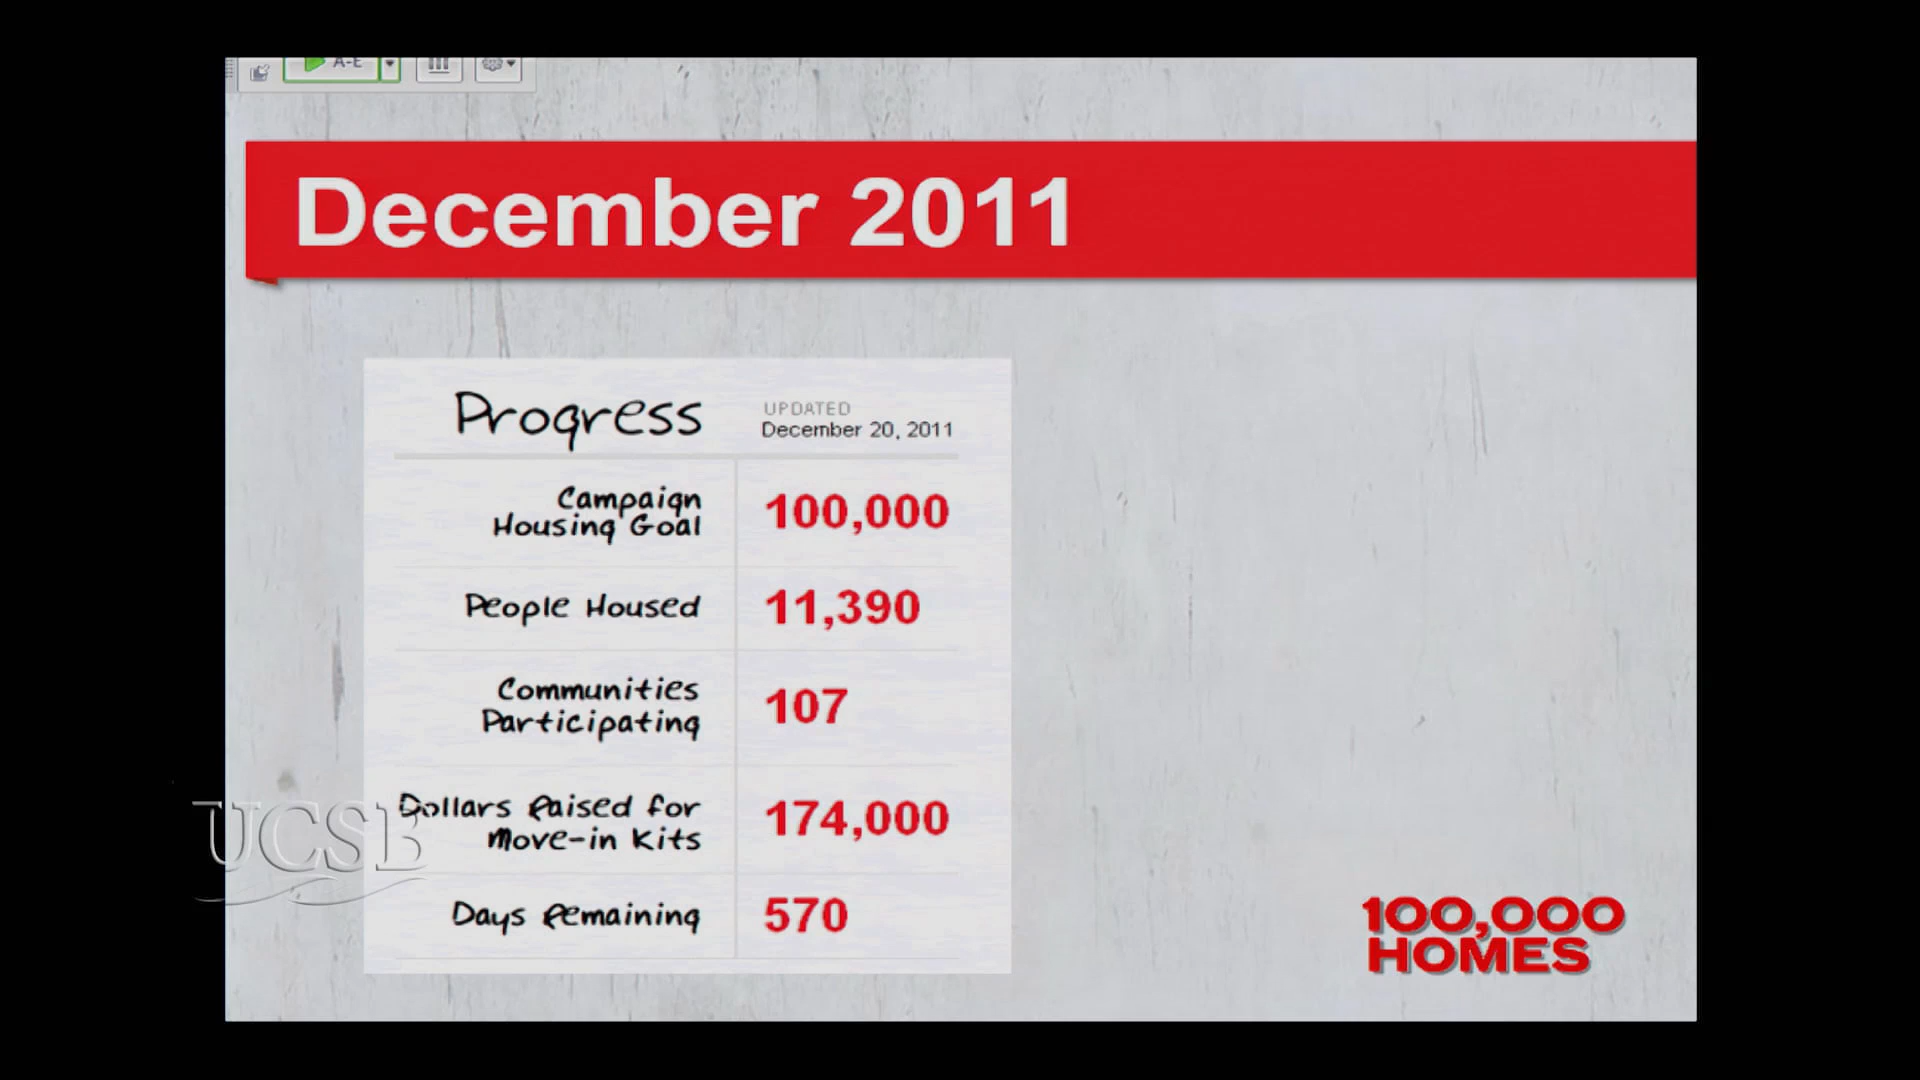 A-E
December 2011
Progress
UPDATED
December 20, 2011
Campaign
Housing Goal
100,000
People Housed
11,390
Communities
Participating
107
Dollars Raised for
Move-in Kits
174,000
Days Remaining
570
UCSB
100,000
HOMES